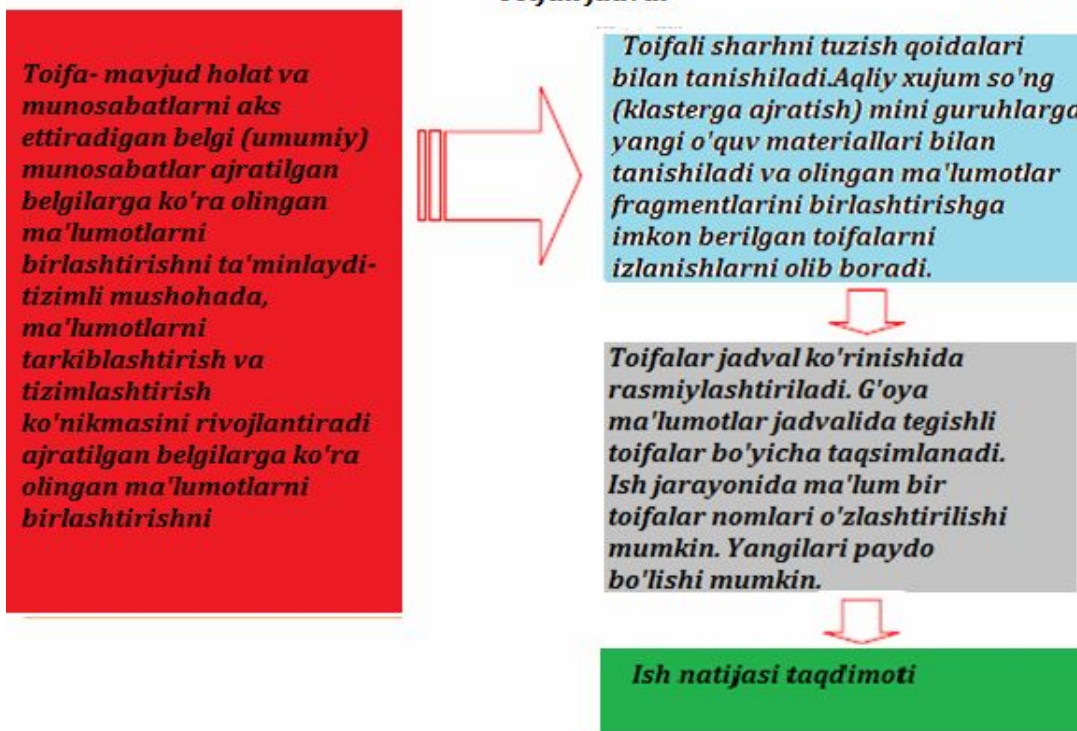 Toifa- mavjud holat va
munosabatlarni aks
ettiradigan belgi (umumiy)
munosabatlar ajratilgan
belgilarga ko'ra olingan
ma'lumotlarni
birlashtirishni ta'minlaydi-
tizimli mushohada,
ma'lumotlarni
tarkiblashtirish va
tizimlashtirish
ko'nikmasini rivojlantiradi
ajratilgan belgilarga ko'ra
olingan ma'lumotlarni
birlashtirishni
Toifali sharhni tuzish qoidalari
bilan tanishiladi.Aqliy xujum so'ng
(klasterga ajratish) mini guruhlarga
yangi o'quv materiallari bilan
tanishiladi va olingan ma'lumotlar
fragmentlarini birlashtirishga
imkon berilgan toifalarni
izlanishlarni olib boradi.
Toifalar jadval ko'rinishida
rasmiylashtiriladi. G'oya
ma'lumotlar jadvalida tegishli
toifalar bo'yicha taqsimlanadi.
Ish jarayonida ma'lum bir
toifalar nomlari o'zlashtirilishi
mumkin. Yangilari paydo
bo'lishi mumkin.
Ish natijasi taqdimoti